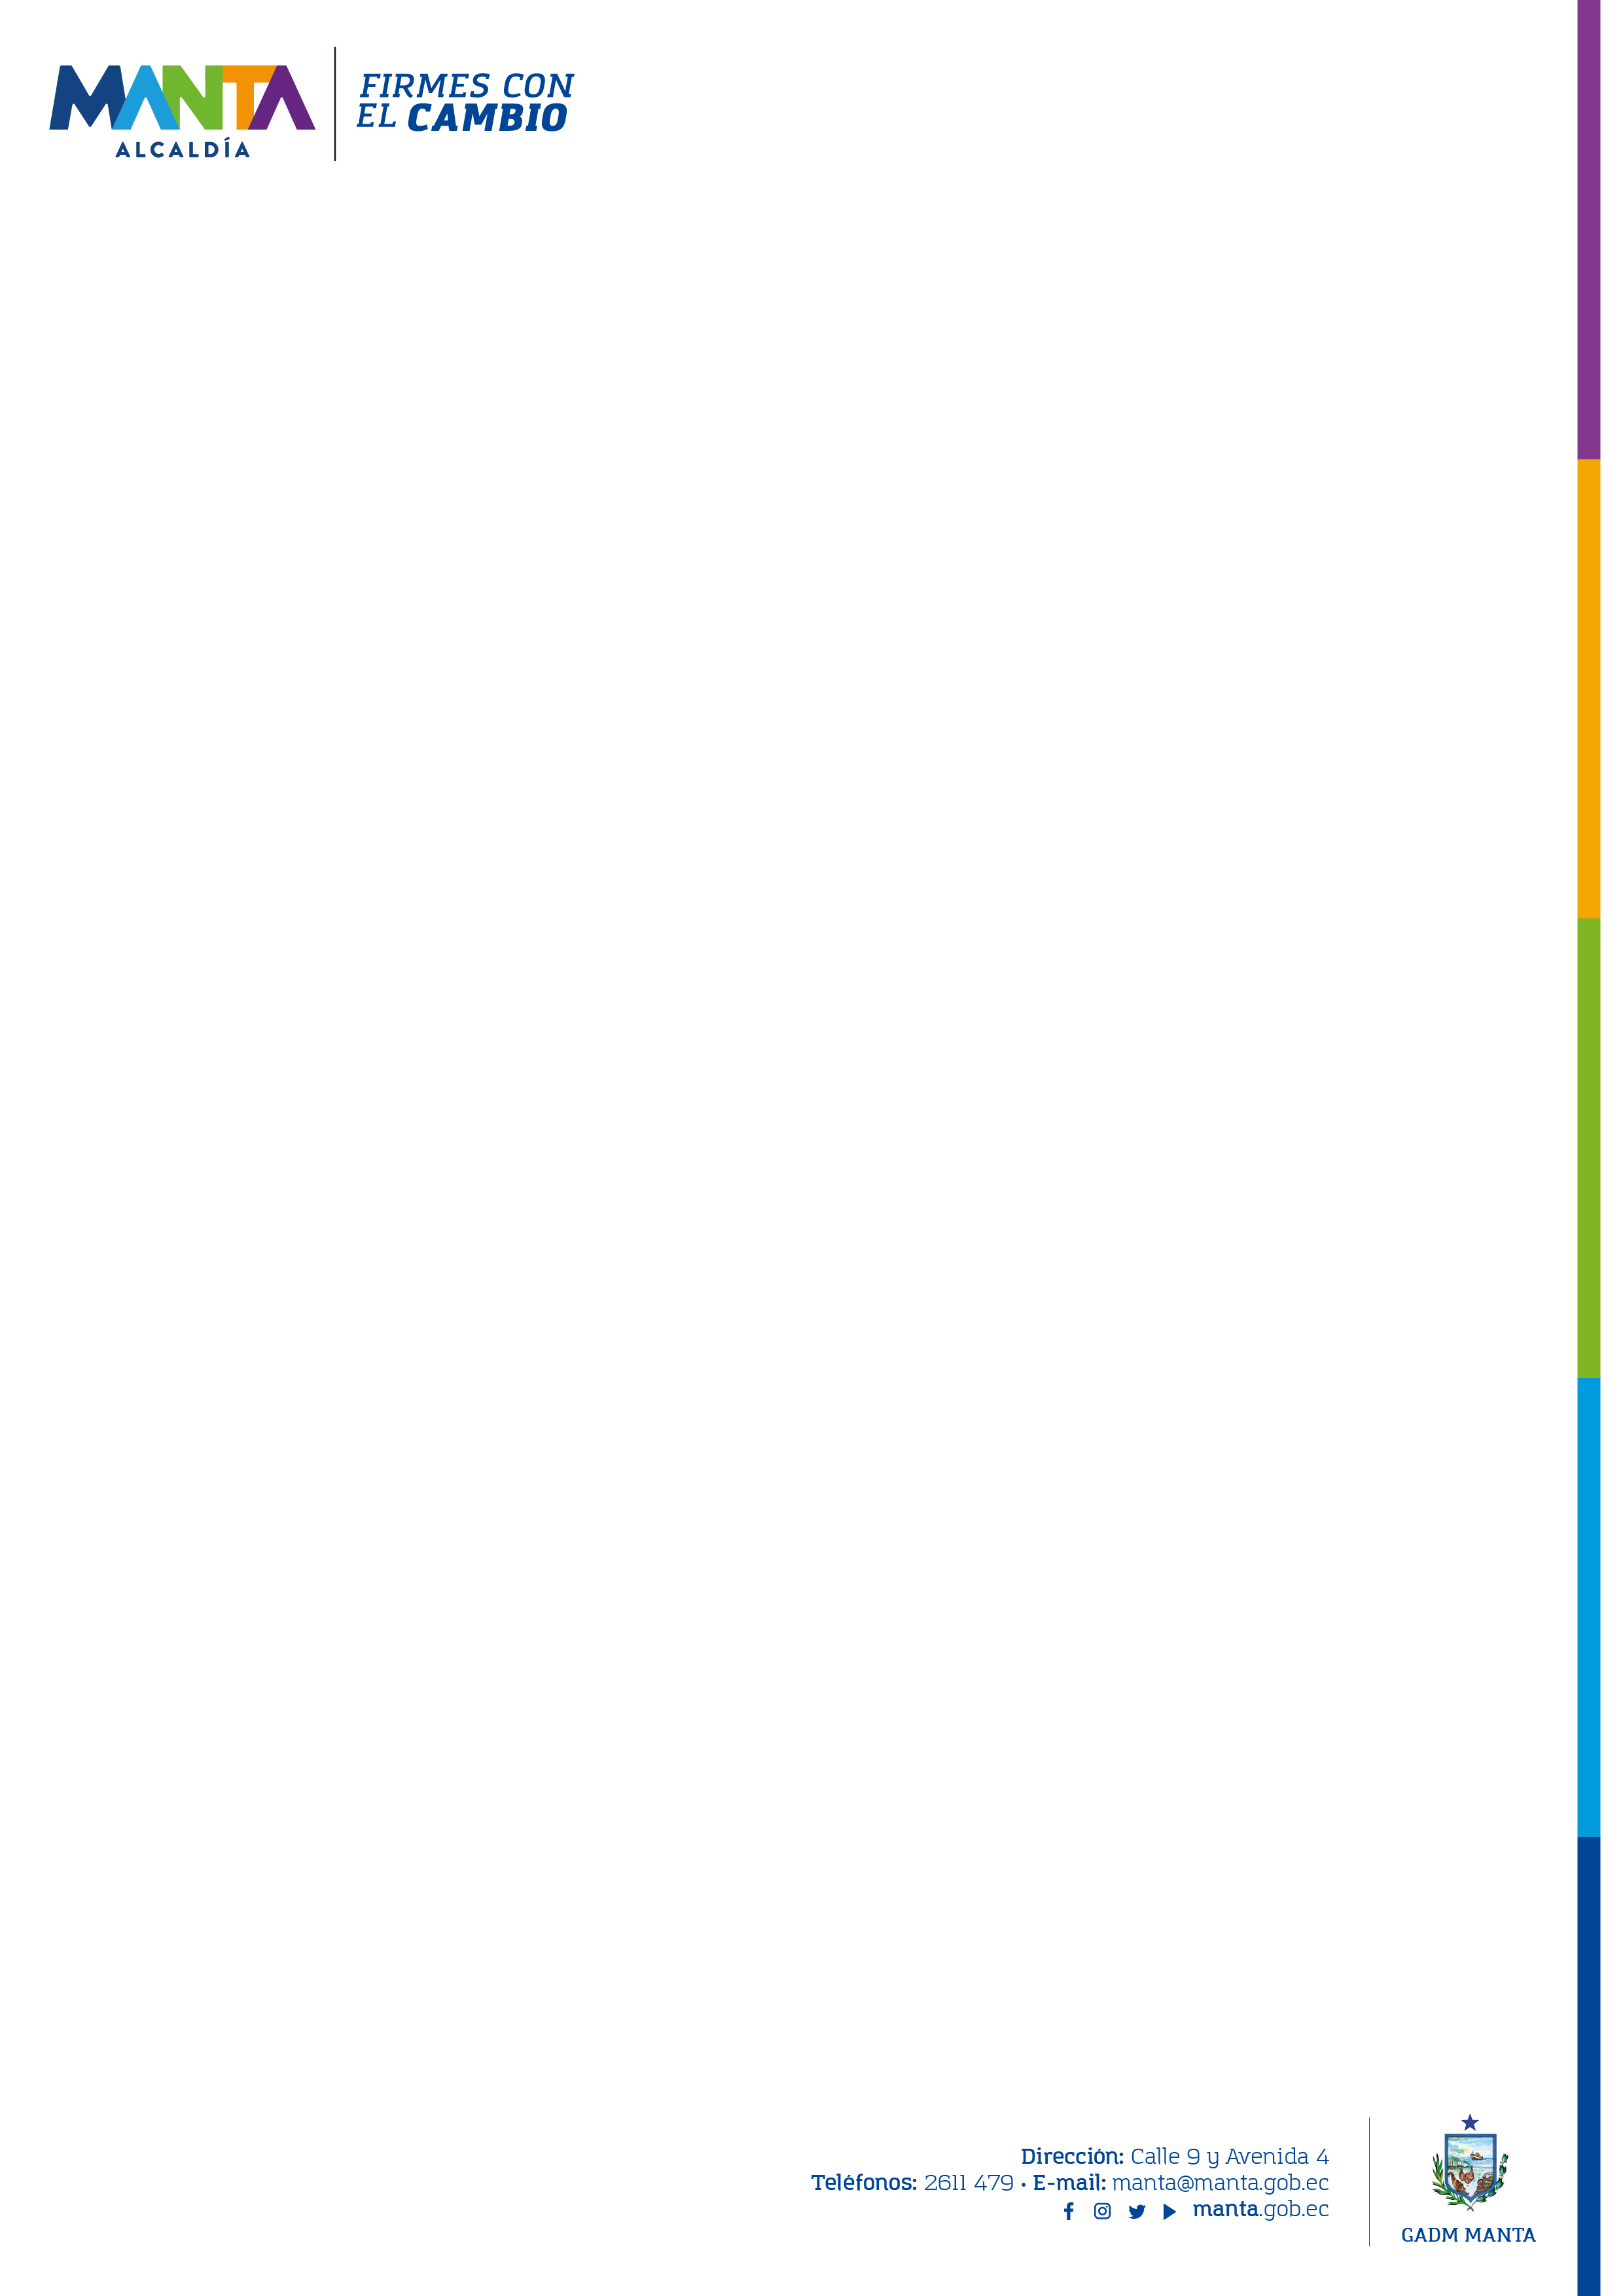 MANTA
ALCALDÍA
FIRMES CON
EL CAMBIO
Dirección: Calle 9 y Avenida 4
Teléfonos: 2611 479 • E-mail: manta@manta.gob.ec
manta.gob.ec
GADM MANTA